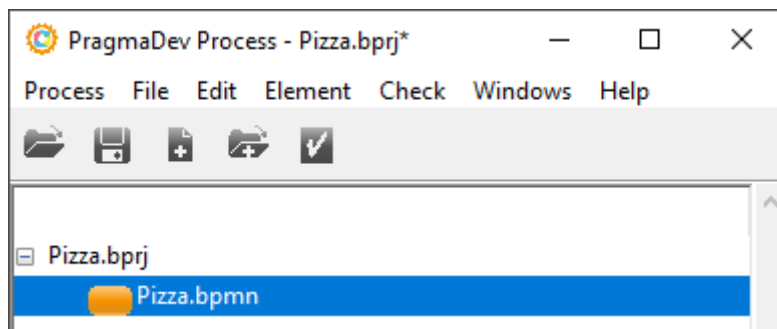 PragmaDev Process - Pizza.bprj*
Process File Edit Element Check Windows Help
Pizza.bprj
Pizza.bpmn